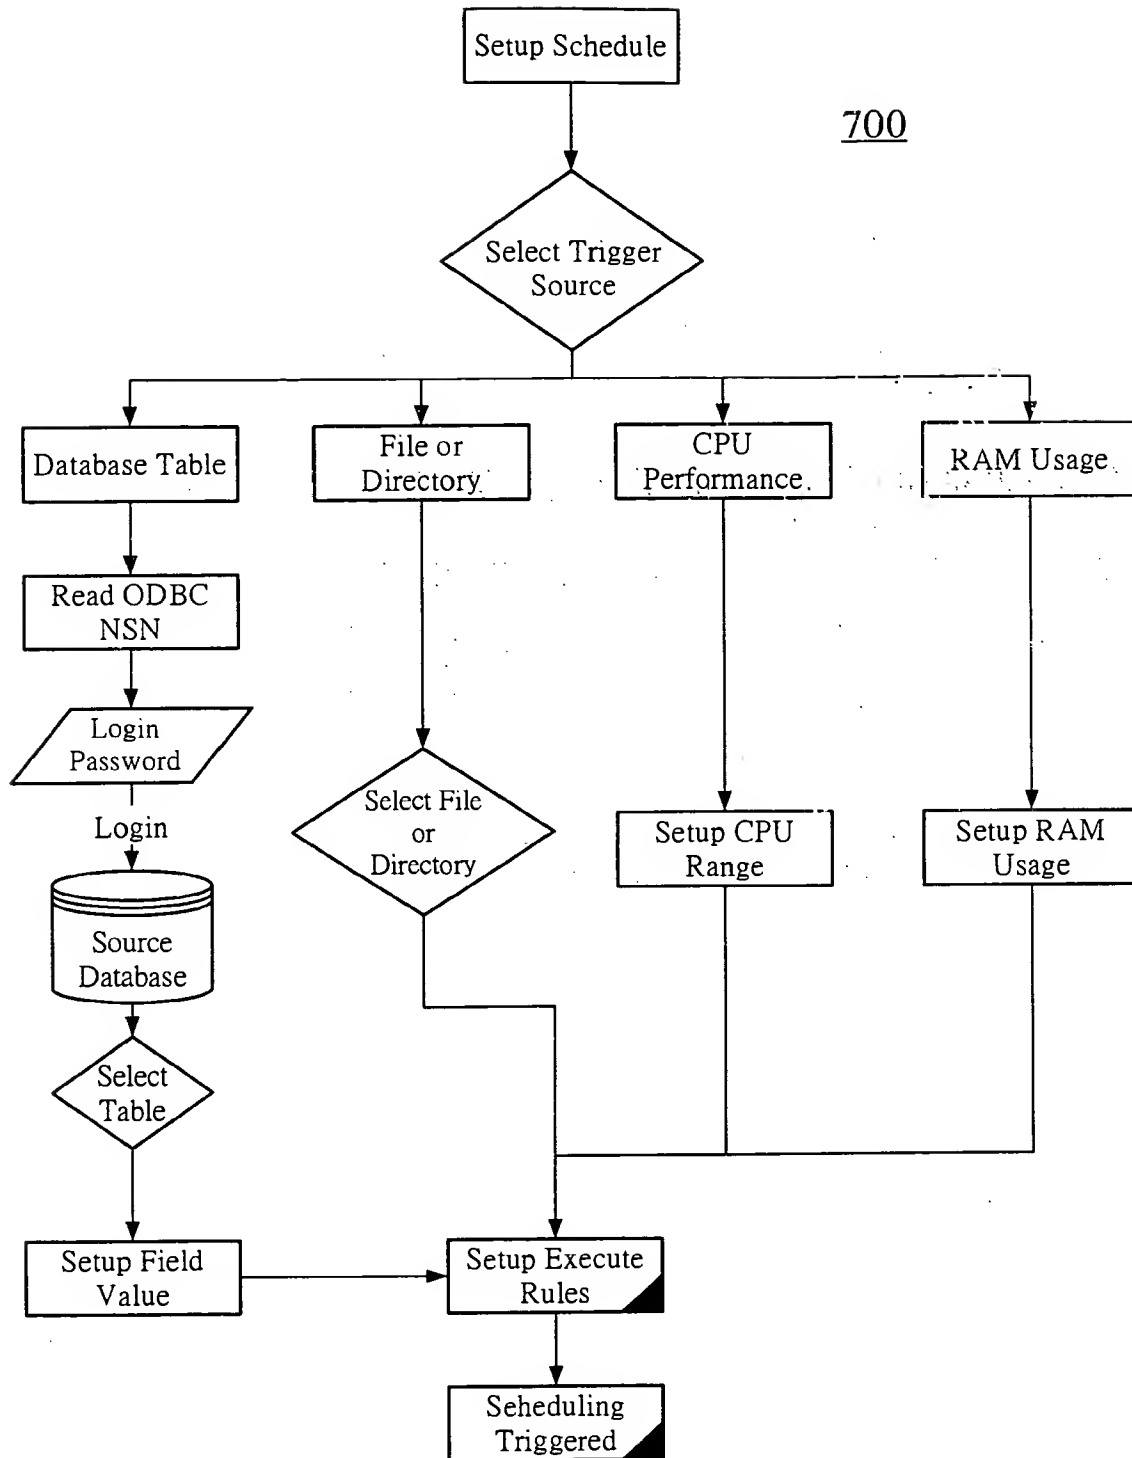 Setup Schedule
700
Select Trigger
Source
Database Table
File or
Directory
CPU
Performance
RAM Usage
Read ODBC
NSN
Login
Password
Login
Select File
or
Directory
Setup CPU
Range
Setup RAM
Usage
Source
Database
Select
Table
Setup Field
Value
Setup Execute
Rules
Seheduling
Triggered